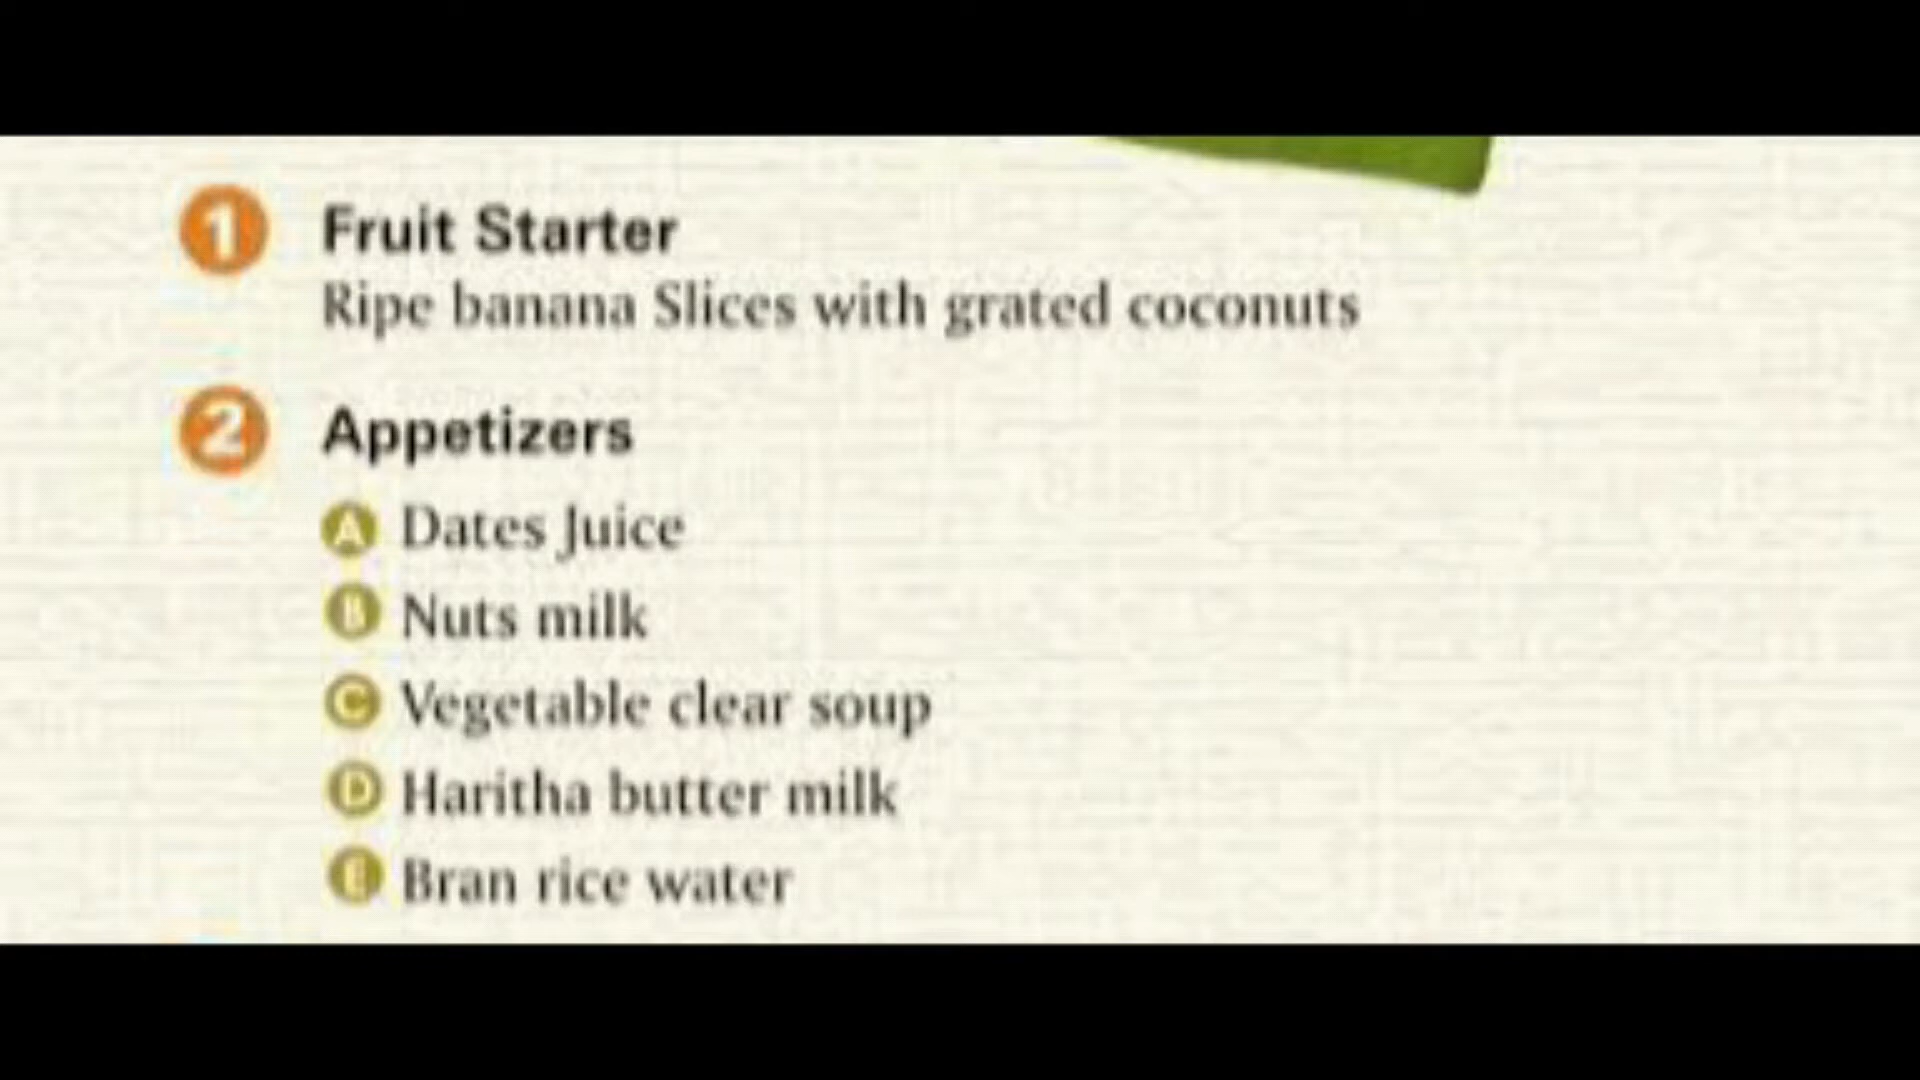 1 Fruit Starter
Ripe banana Slices with grated coconuts
2 Appetizers
A Dates Juice
B Nuts milk
C Vegetable clear soup
D Haritha butter milk
E Bran rice water